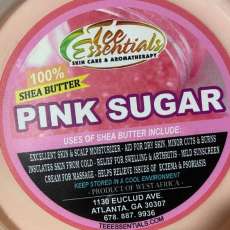 Tee
Essentials
SKIN CARE & AROMATHERAPY
100%
SHEA BUTTER
PINK SUGAR
USES OF SHEA BUTTER INCLUDE:
EXCELLENT SKIN & SCALP MOISTURIZER - AID FOR DRY SKIN, MINOR CUTS & BURNS
INSULATES SKIN FROM COLD - RELIEF FOR SWELLING & ARTHRITIS - MILD SUNSCREEN
CREAM FOR MASSAGE - HELPS RELIEVE ISSUES OF ECZEMA & PSORIASIS
KEEP STORED IN A COOL ENVIRONMENT
- PRODUCT OF WEST AFRICA -
1130 EUCLUD AVE
ATLANTA, GA 30307
678. 887. 9936
TEEESSENTIALS.COM